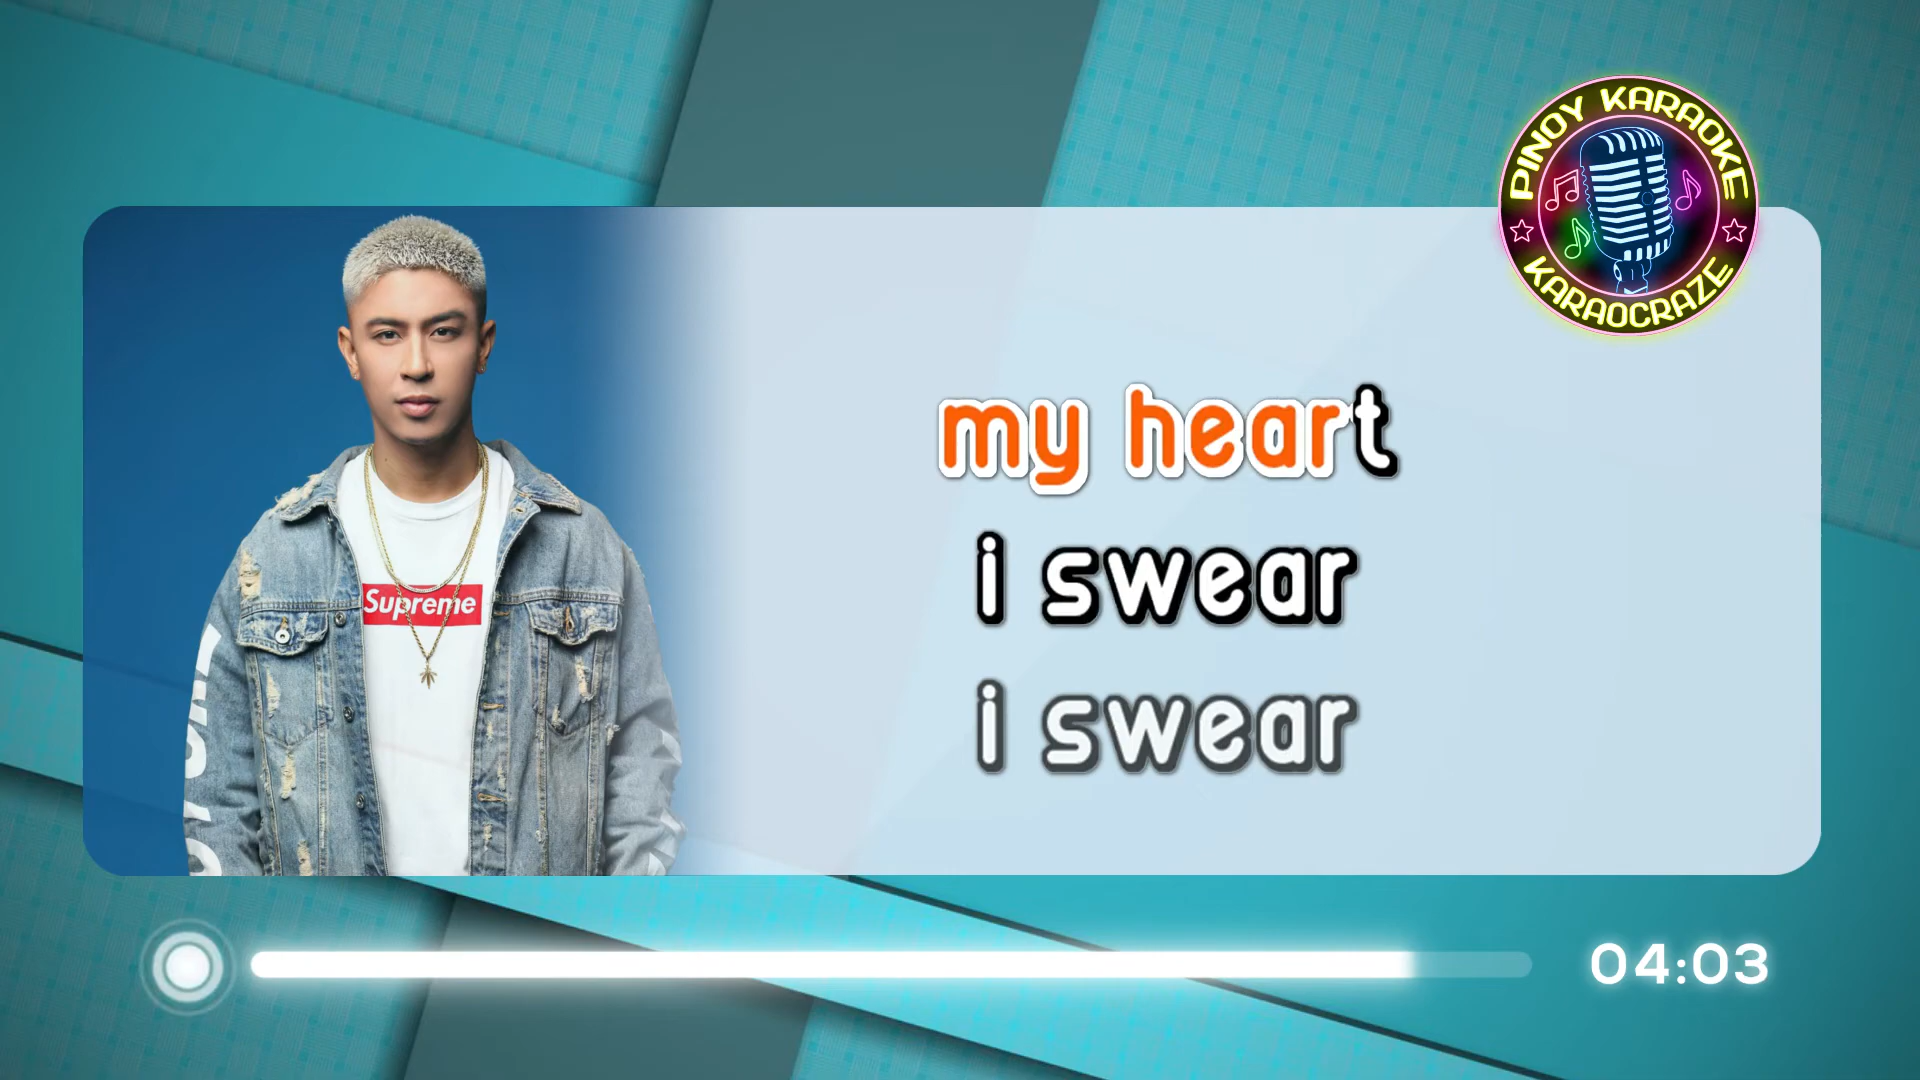 PINOY KARAOKE
KARAOCRAZE
my heart
i swear
i swear
Supreme
04:03